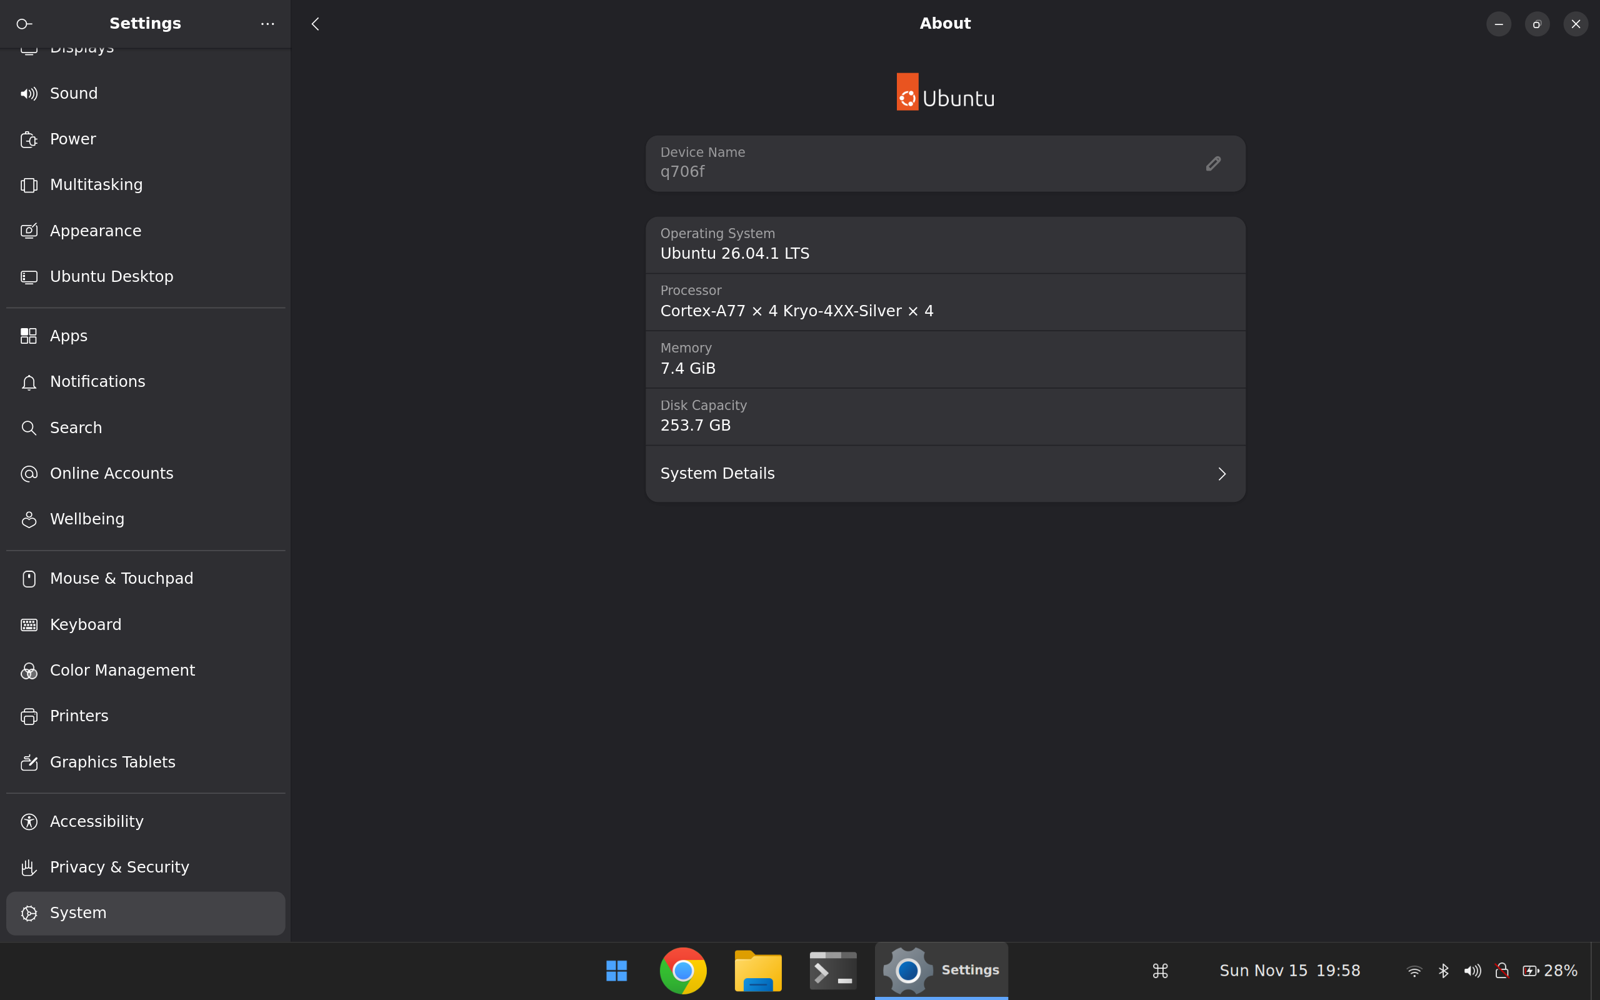 Settings
About
Displays
Sound
Power
Multitasking
Appearance
Ubuntu Desktop
Apps
Notifications
Search
Online Accounts
Wellbeing
Mouse & Touchpad
Keyboard
Color Management
Printers
Graphics Tablets
Accessibility
Privacy & Security
System
Ubuntu
Device Name
q706f
Operating System
Ubuntu 26.04.1 LTS
Processor
Cortex-A77 × 4 Kryo-4XX-Silver × 4
Memory
7.4 GiB
Disk Capacity
253.7 GB
System Details
Settings
Sun Nov 15 19:58
28%